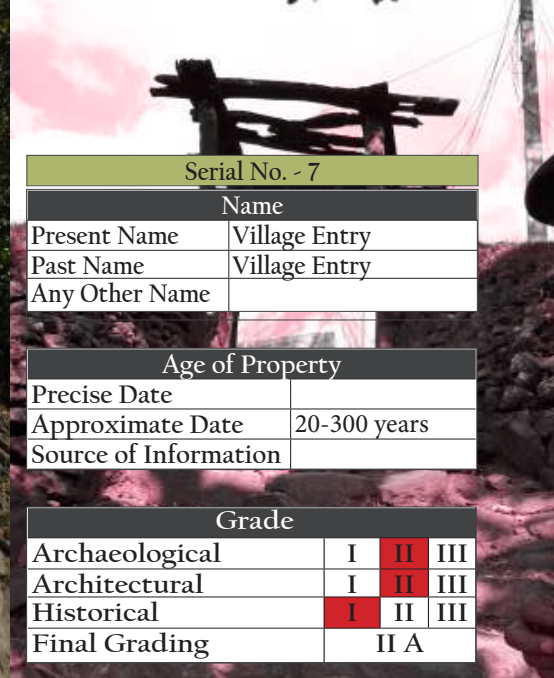 Serial No. - 7
Name
Present Name Village Entry
Past Name Village Entry
Any Other Name
Age of Property
Precise Date
Approximate Date 20-300 years
Source of Information
Grade
Archaeological I II III
Architectural I II III
Historical I II III
Final Grading II A